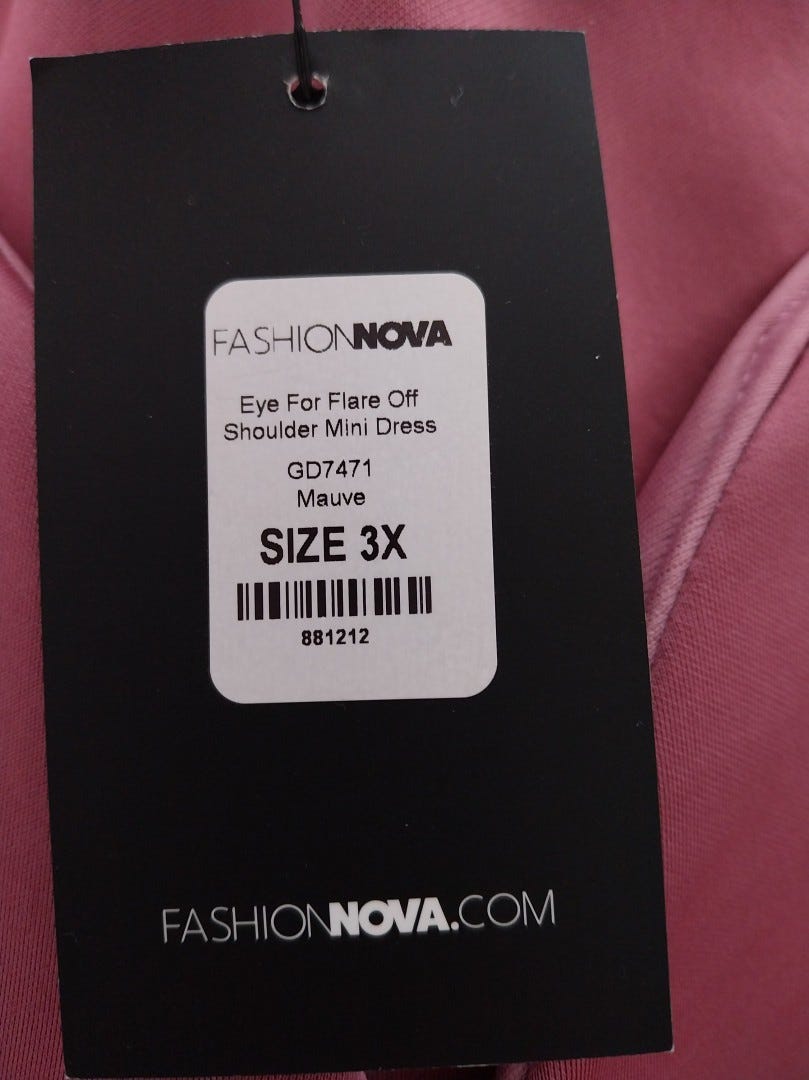 FASHIONNOVA
Eye For Flare Off
Shoulder Mini Dress
GD7471
Mauve
SIZE 3X
881212
FASHIONNOVA.COM